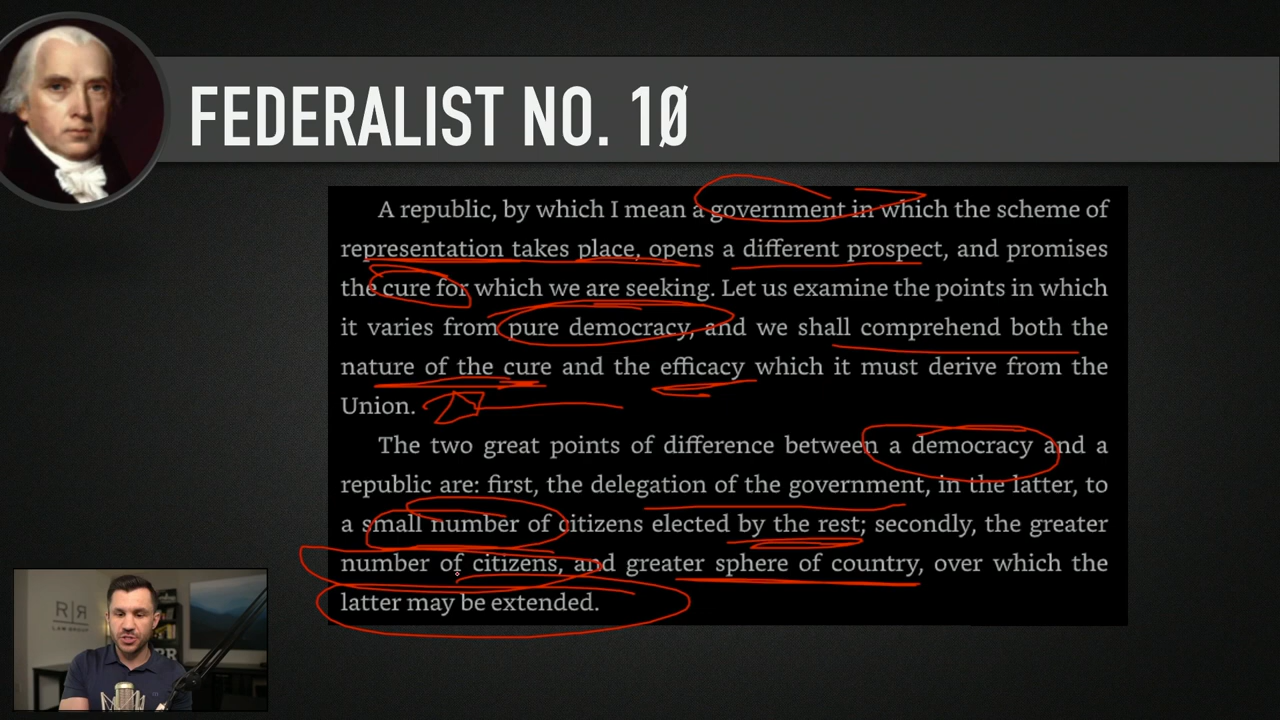 FEDERALIST NO. 10
A republic, by which I mean a government in which the scheme of
representation takes place, opens a different prospect, and promises
the cure for which we are seeking. Let us examine the points in which
it varies from pure democracy, and we shall comprehend both the
nature of the cure and the efficacy which it must derive from the
Union.
The two great points of difference between a democracy and a
republic are: first, the delegation of the government, in the latter, to
a small number of citizens elected by the rest; secondly, the greater
number of citizens, and greater sphere of country, over which the
latter may be extended.
R|R
LAW GROUP